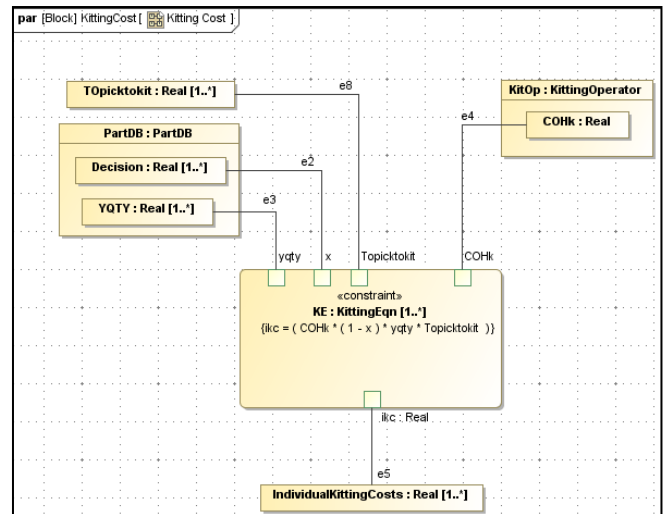 par [Block] KittingCost [ Kitting Cost ]
TOpicktokit : Real [1..*]
e8
KitOp : KittingOperator
COHk : Real
e4
PartDB : PartDB
Decision : Real [1..*]
e2
YQTY : Real [1..*]
e3
yqty
x
Topicktokit
COHk
«constraint»
KE : KittingEqn [1..*]
{ikc = ( COHk * ( 1 - x ) * yqty * Topicktokit )}
ikc : Real
e5
IndividualKittingCosts : Real [1..*]